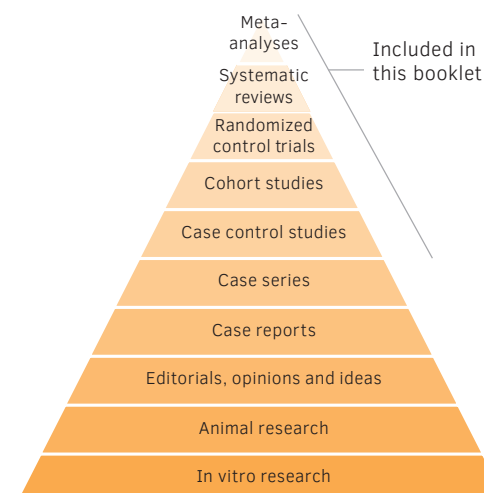 Meta-
analyses
Included in
this booklet
Systematic
reviews
Randomized
control trials
Cohort studies
Case control studies
Case series
Case reports
Editorials, opinions and ideas
Animal research
In vitro research